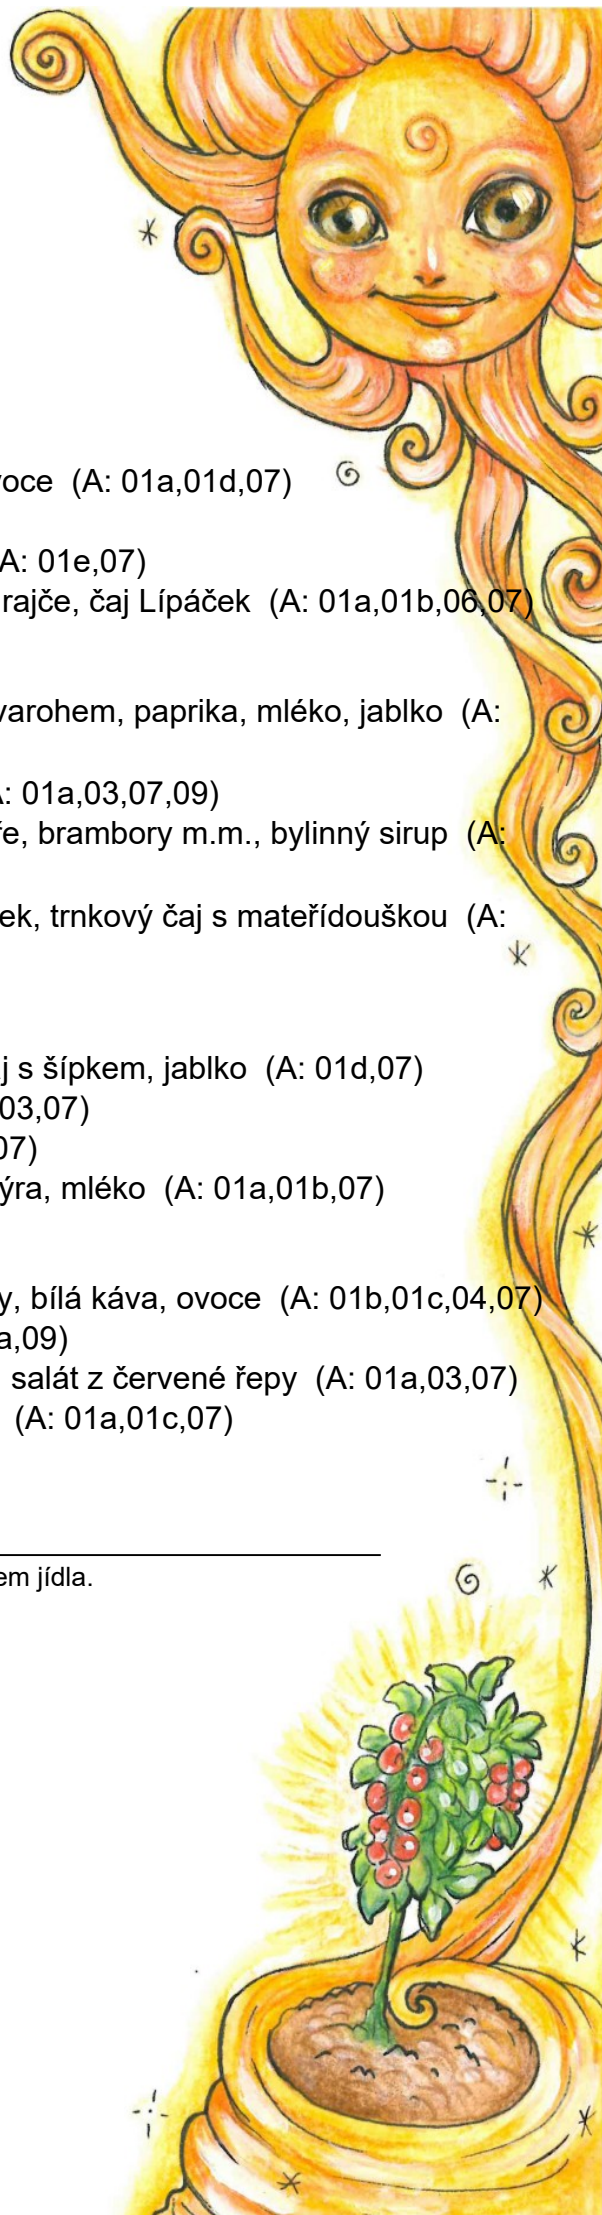 voce (A: 01a,01d,07)
A: 01e,07)
rajče, čaj Lípáček (A: 01a,01b,06,07)
varohem, paprika, mléko, jablko (A:
A: 01a,03,07,09)
ře, brambory m.m., bylinný sirup (A:
ek, trnkový čaj s mateřídouškou (A:
j s šípkem, jablko (A: 01d,07)
03,07)
07)
ýra, mléko (A: 01a,01b,07)
y, bílá káva, ovoce (A: 01b,01c,04,07)
a,09)
salát z červené řepy (A: 01a,03,07)
(A: 01a,01c,07)
em jídla.